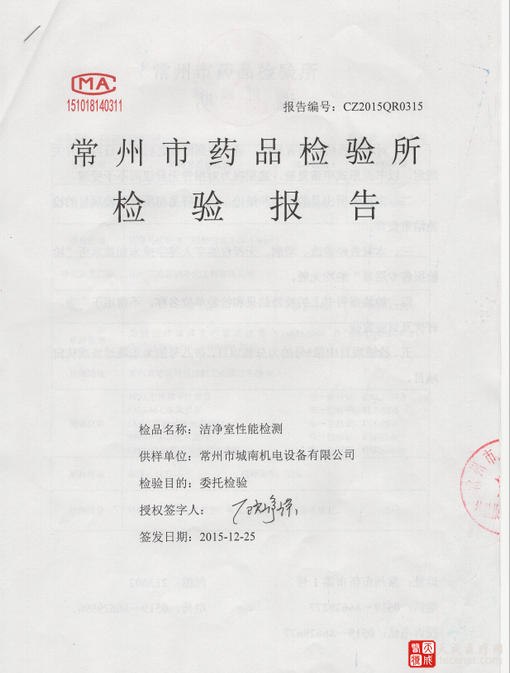 MA
151018140311
报告编号：CZ2015QR0315
常州市药品检验所
检验报告
检品名称：洁净室性能检测
供样单位：常州市城南机电设备有限公司
检验目的：委托检验
授权签字人：
签发日期：2015-12-25